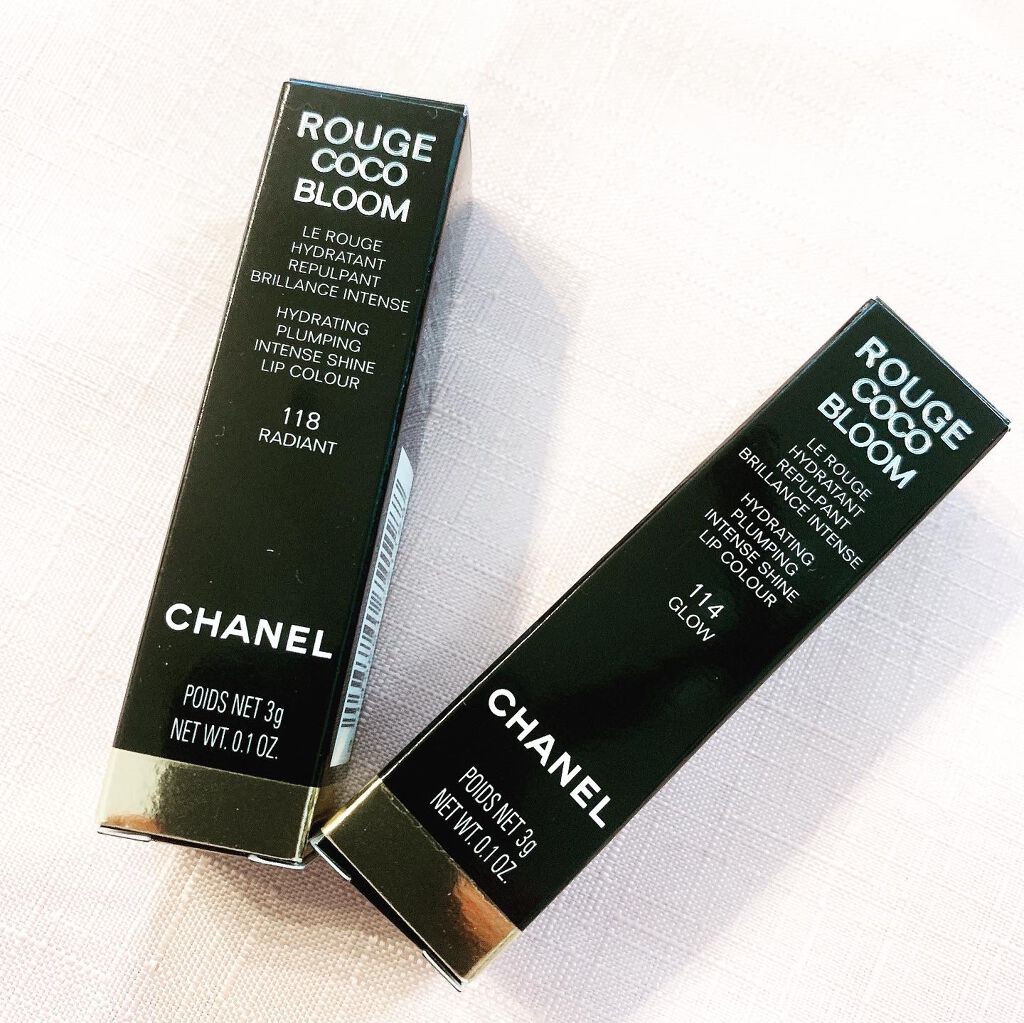 ROUGE
COCO
BLOOM
LE ROUGE
HYDRATANT
REPULPANT
BRILLANCE INTENSE
HYDRATING
PLUMPING
INTENSE SHINE
LIP COLOUR
118
RADIANT
CHANEL
POIDS NET 3g
NET WT. 0.1 OZ.
ROUGE
COCO
BLOOM
LE ROUGE
HYDRATANT
REPULPANT
BRILLANCE INTENSE
HYDRATING
PLUMPING
INTENSE SHINE
LIP COLOUR
114
GLOW
CHANEL
POIDS NET 3g
NET WT. 0.1 OZ.